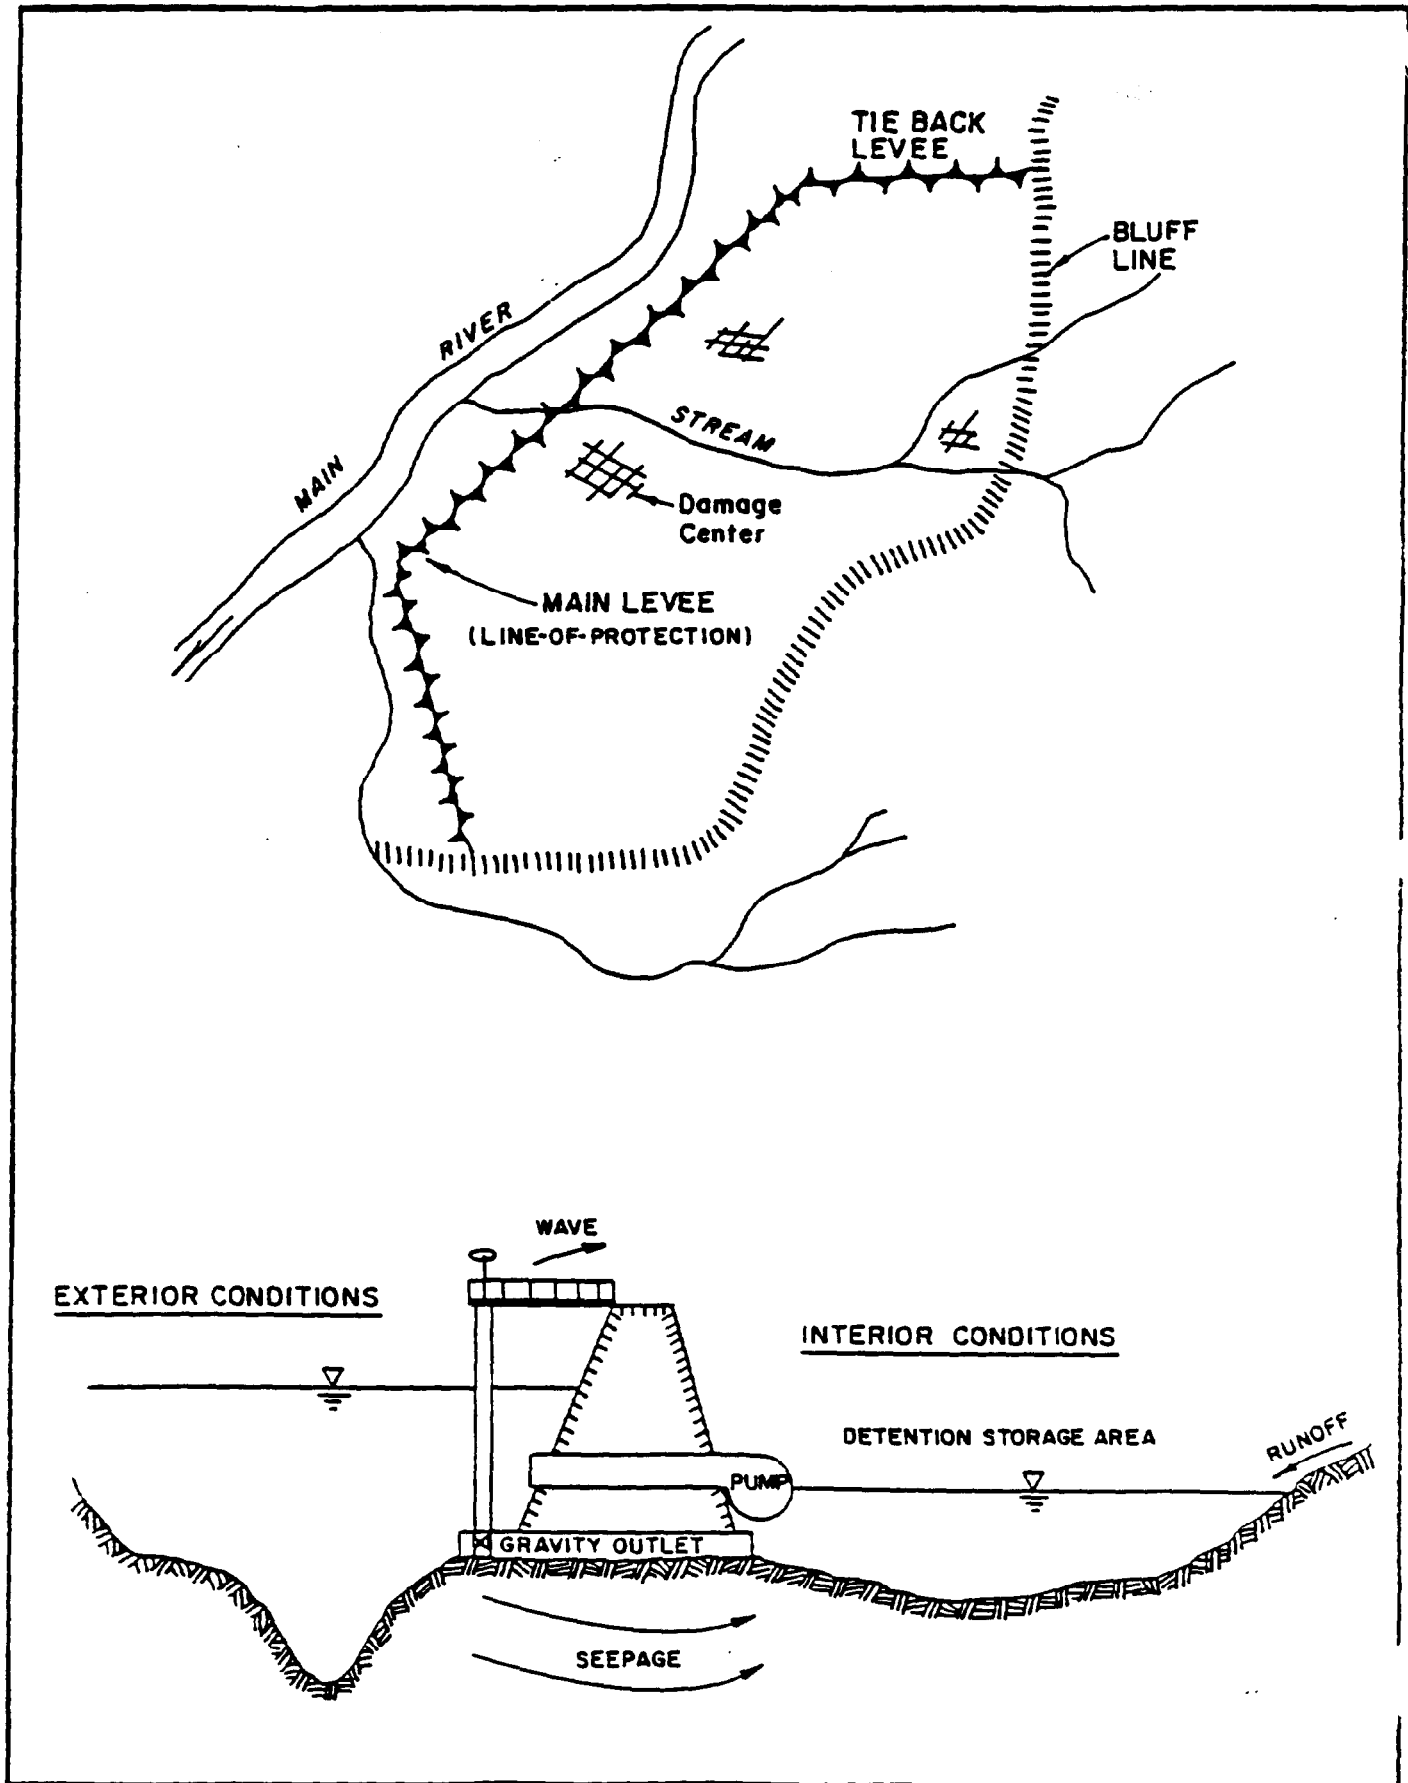 TIE BACK
LEVEE
BLUFF
LINE
RIVER
MAIN
STREAM
Damage
Center
MAIN LEVEE
(LINE-OF-PROTECTION)
WAVE
EXTERIOR CONDITIONS
INTERIOR CONDITIONS
DETENTION STORAGE AREA
RUNOFF
PUMP
GRAVITY OUTLET
SEEPAGE